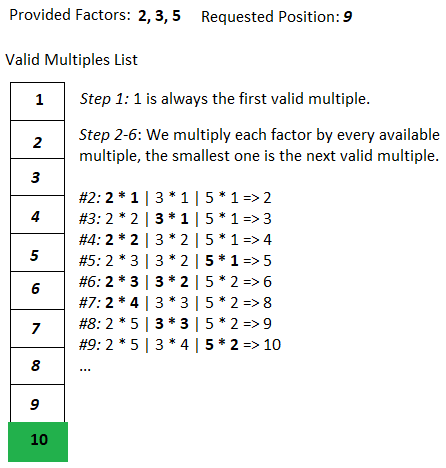 Provided Factors: 2, 3, 5 Requested Position: 9
Valid Multiples List
1
2
3
4
5
6
7
8
9
10
Step 1: 1 is always the first valid multiple.
Step 2-6: We multiply each factor by every available
multiple, the smallest one is the next valid multiple.
#2: 2 * 1 | 3 * 1 | 5 * 1 => 2
#3: 2 * 2 | 3 * 1 | 5 * 1 => 3
#4: 2 * 2 | 3 * 2 | 5 * 1 => 4
#5: 2 * 3 | 3 * 2 | 5 * 1 => 5
#6: 2 * 3 | 3 * 2 | 5 * 2 => 6
#7: 2 * 4 | 3 * 3 | 5 * 2 => 8
#8: 2 * 5 | 3 * 3 | 5 * 2 => 9
#9: 2 * 5 | 3 * 4 | 5 * 2 => 10
...